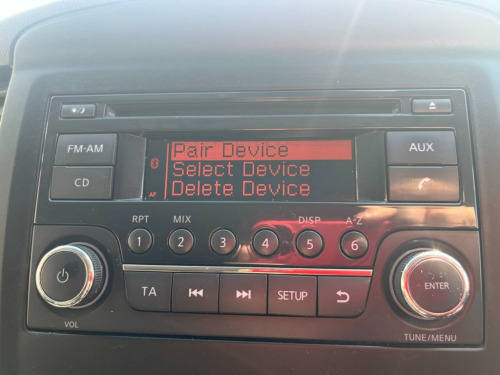 FM-AM
CD
Pair Device
Select Device
Delete Device
AF
AUX
RPT
MIX
DISP
A-Z
1
2
3
4
5
6
TA
SETUP
ENTER
VOL
TUNE/MENU